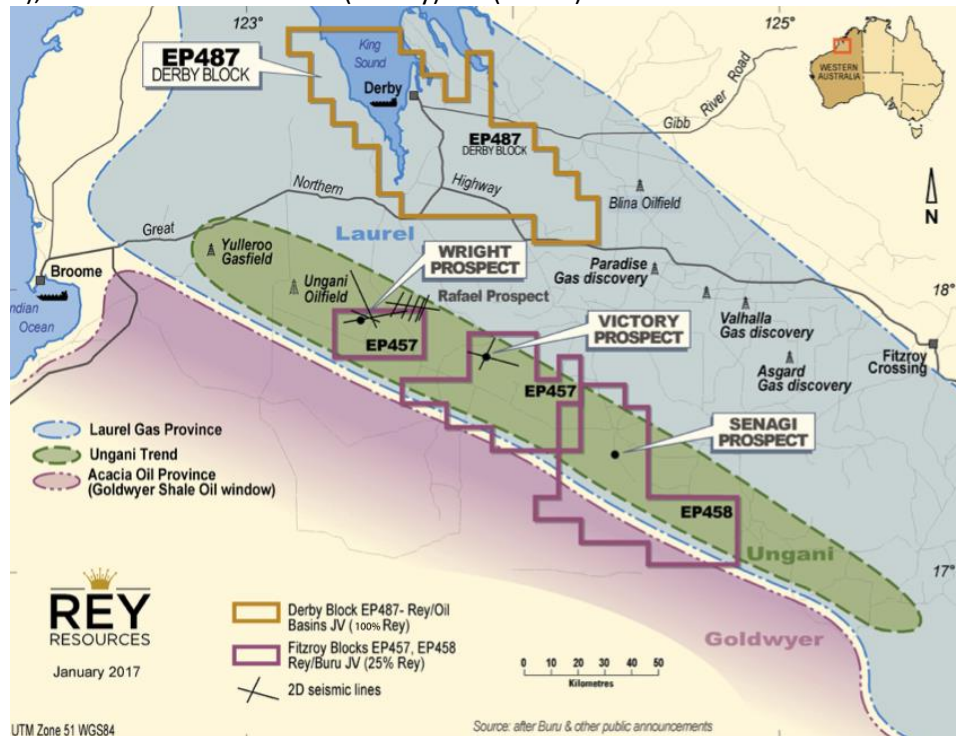 123°
125°
EP487
DERBY BLOCK
King
Sound
Derby
WESTERN
AUSTRALIA
Gibb
River Road
EP487
DERBY BLOCK
Great
Northern
Highway
Blina Oilfield
N
Laurel
Yulleroo
Gasfield
WRIGHT
PROSPECT
Paradise
Gas discovery
Broome
Ungani
Oilfield
Rafael Prospect
18°
ndian
Ocean
VICTORY
PROSPECT
Valhalla
Gas discovery
EP457
Fitzroy
Crossing
Asgard
Gas discovery
EP457
Laurel Gas Province
Ungani Trend
Acacia Oil Province
(Goldwyer Shale Oil window)
SENAGI
PROSPECT
EP458
Ungani
17°
REY
RESOURCES
January 2017
Derby Block EP487- Rey/Oil
Basins JV (100% Rey)
Fitzroy Blocks EP457, EP458
Rey/Buru JV (25% Rey)
2D seismic lines
Goldwyer
0 10 20 30 40 50
Kilometres
UTM Zone 51 WGS84
Source: after Buru & other public announcements